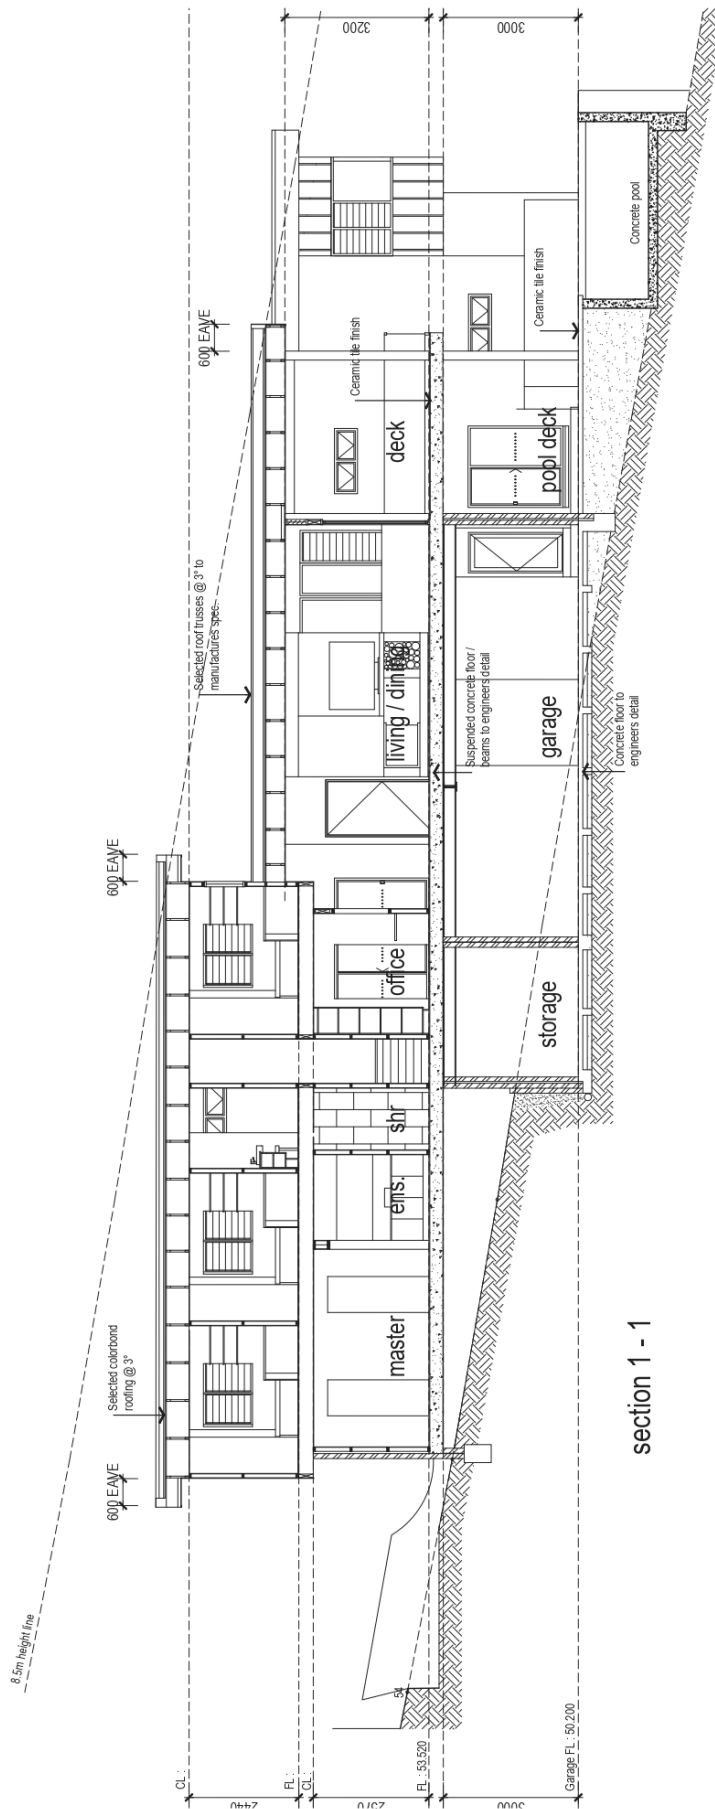 3200
3000
600 EAVE
Ceramic tile finish
Ceramic tile finish
Concrete pool
deck
pool deck
Selected roof trusses @ 3° to
manufactures spec.
living / dining
Suspended concrete floor /
beams to engineers detail
garage
Concrete floor to
engineers detail
600 EAVE
office
storage
shr
ens.
master
Selected colorbond
roofing @ 3°
600 EAVE
section 1 - 1
8.5m height line
54
CL :
FL :
CL :
FL : 53.520
Garage FL : 50.200
2440
2570
3000